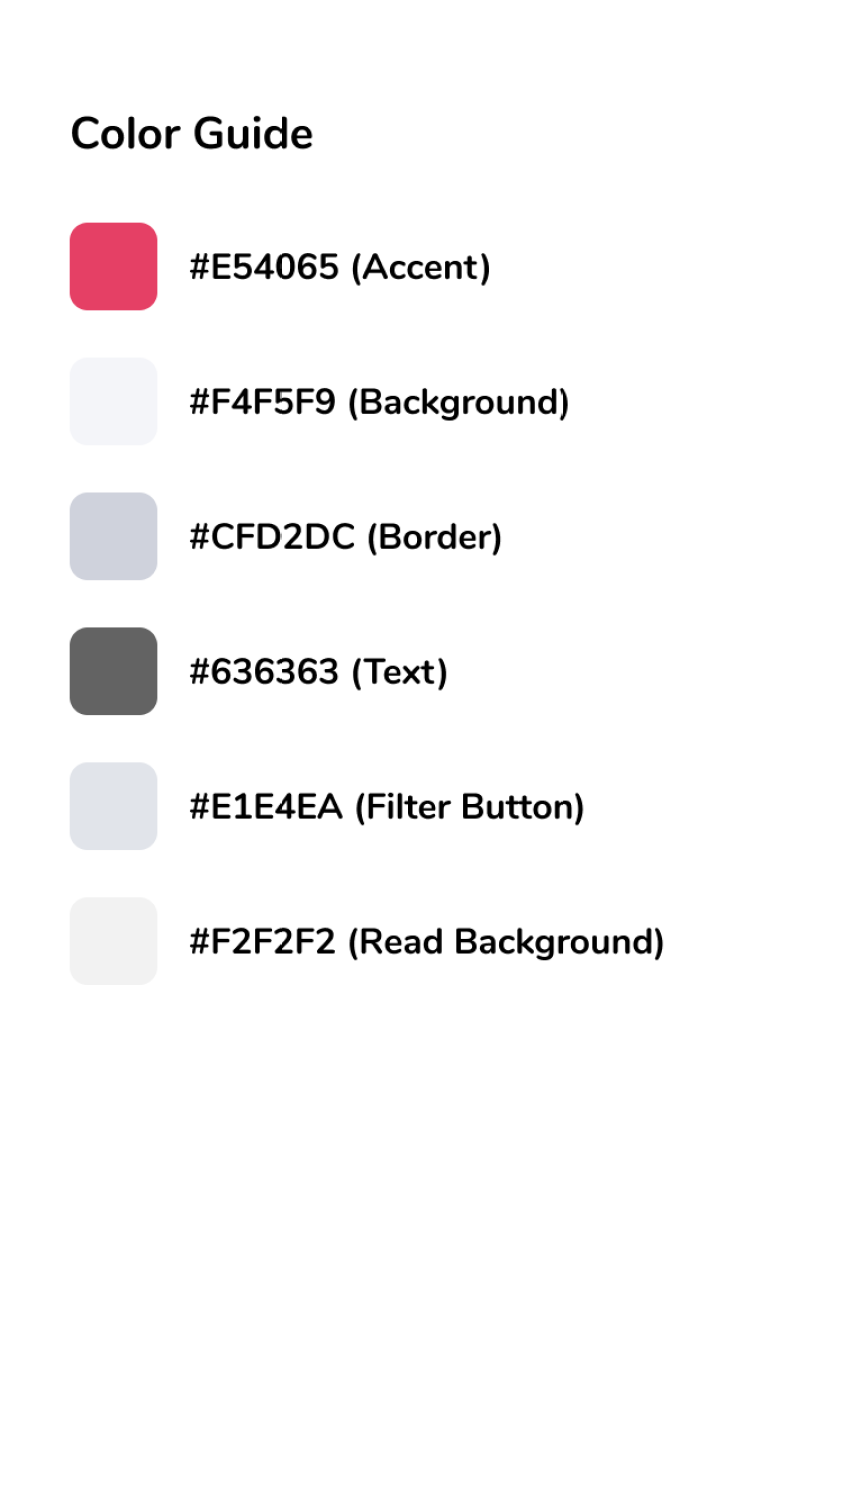 Color Guide
#E54065 (Accent)
#F4F5F9 (Background)
#CFD2DC (Border)
#636363 (Text)
#E1E4EA (Filter Button)
#F2F2F2 (Read Background)